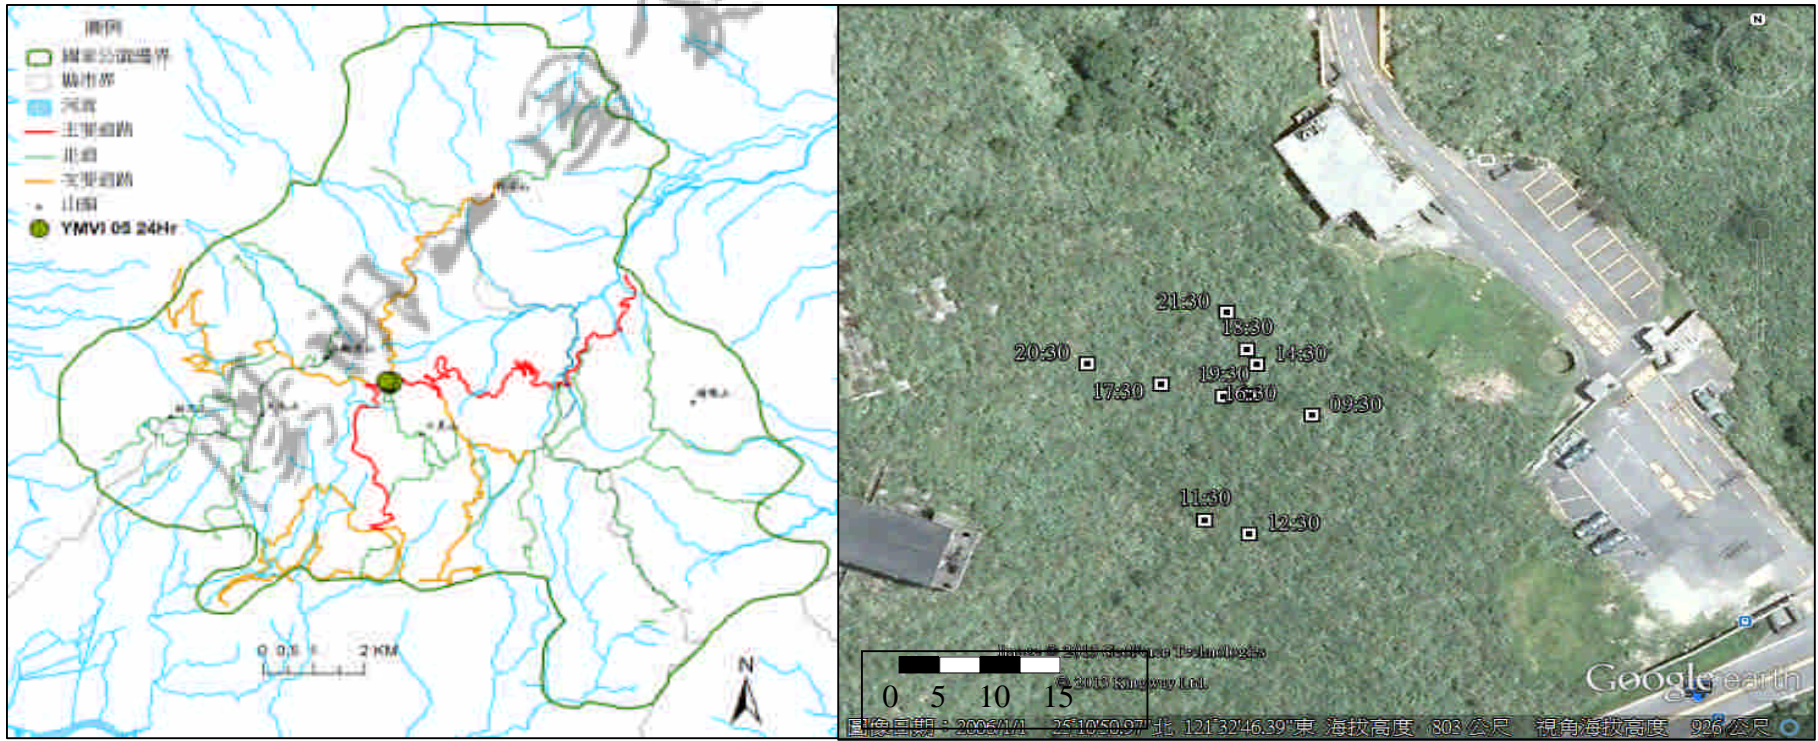 圖例
國家公園邊界
縣市界
河流
主要道路
步道
次要道路
山頭
YMVI 05 24Hr
0 0.5 1 2 KM
N
N
21:30
18:30
20:30
14:30
19:30
17:30
16:30
09:30
11:30
12:30
Image © 2013 GeoForce Technologies
© 2013 Kingway Ltd.
0 5 10 15
Google earth
圖像日期：2006/1/1 25°10'50.97"北 121°32'46.39"東 海拔高度 803 公尺 視角海拔高度 926 公尺